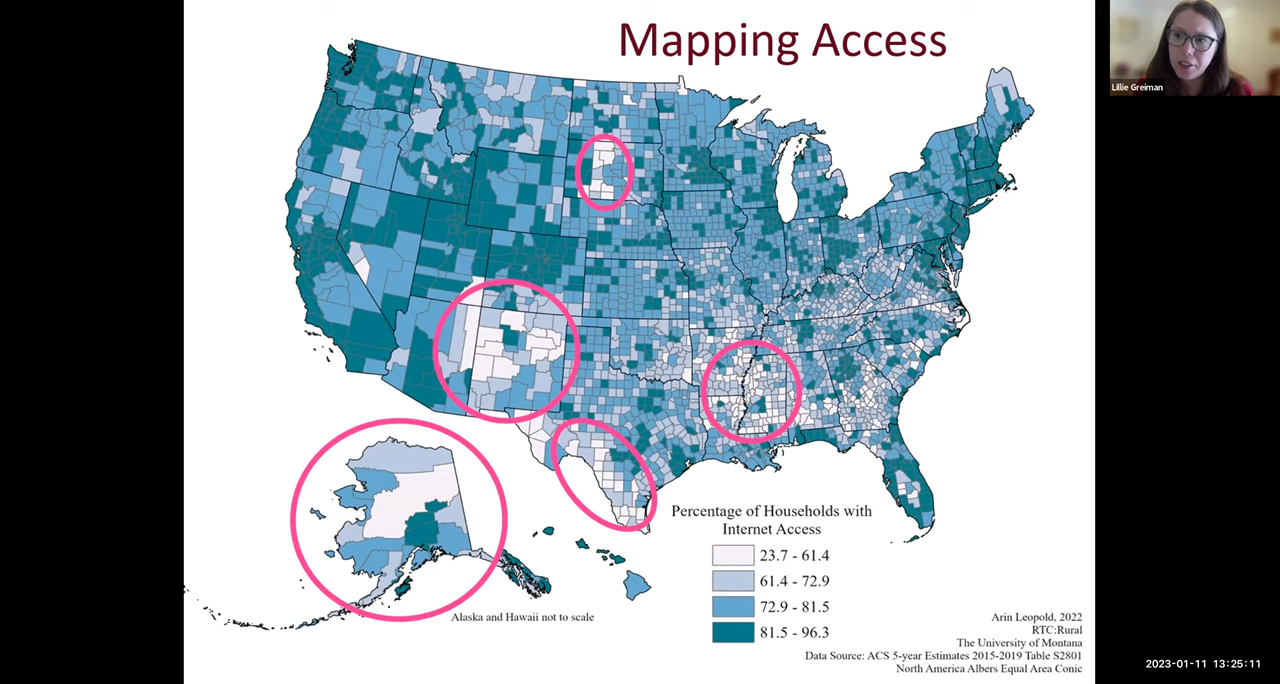 Mapping Access
Lillie Greiman
Percentage of Households with
Internet Access
23.7 - 61.4
61.4 - 72.9
72.9 - 81.5
81.5 - 96.3
Alaska and Hawaii not to scale
Arin Leopold, 2022
RTC:Rural
The University of Montana
Data Source: ACS 5-year Estimates 2015-2019 Table S2801
North America Albers Equal Area Conic
2023-01-11 13:25:11